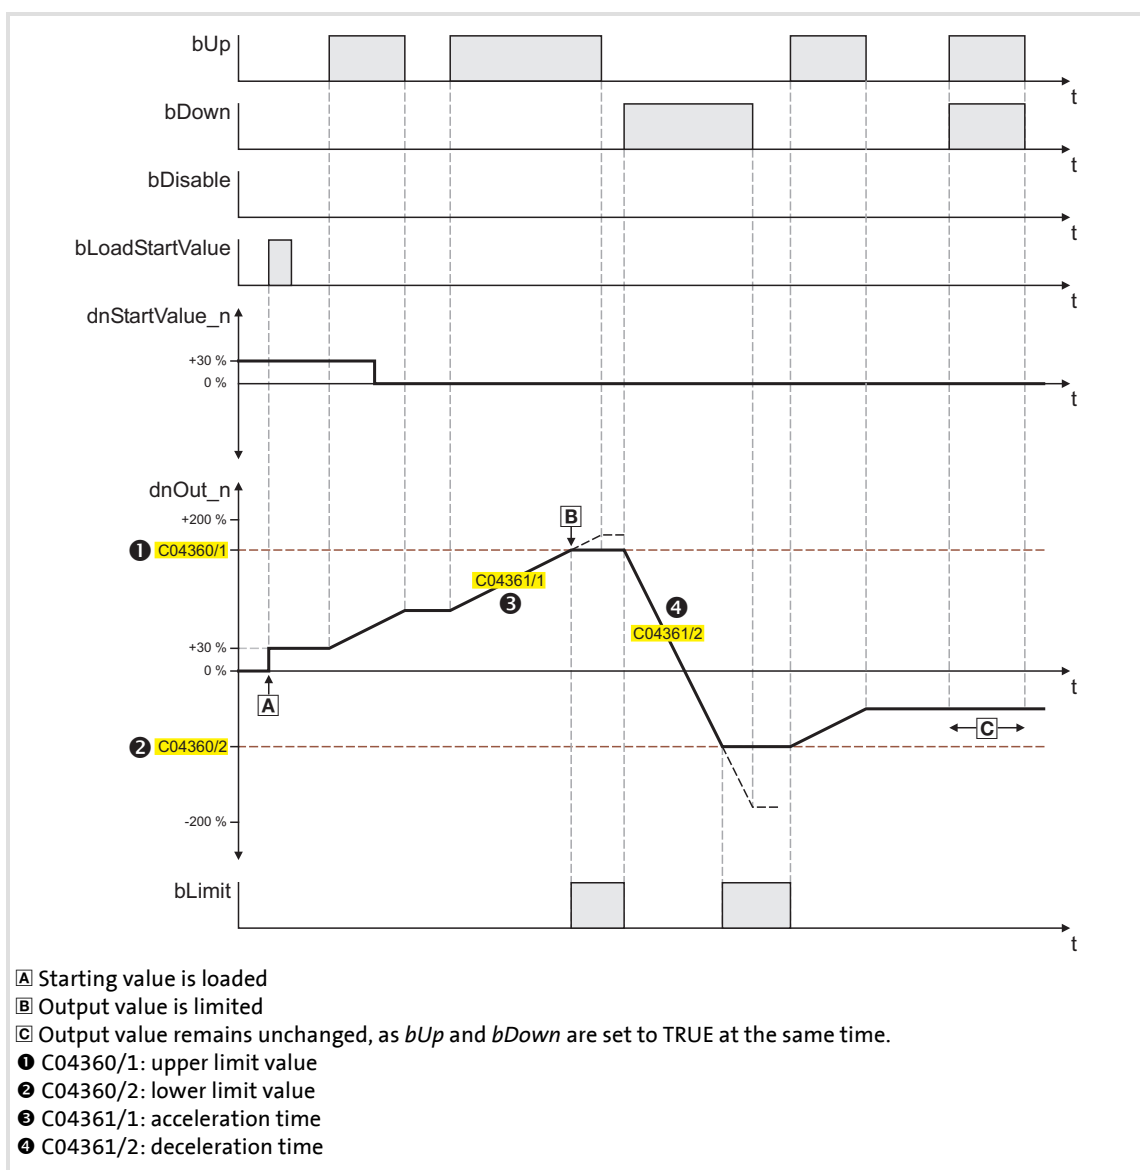 bUp
t
bDown
t
bDisable
t
bLoadStartValue
t
dnStartValue_n
+30 %
0 %
t
dnOut_n
+200 %
B
❶ C04360/1
C04361/1
❸
❹
C04361/2
+30 %
0 %
t
A
C
❷ C04360/2
-200 %
bLimit
t
A Starting value is loaded
B Output value is limited
C Output value remains unchanged, as bUp and bDown are set to TRUE at the same time.
❶ C04360/1: upper limit value
❷ C04360/2: lower limit value
❸ C04361/1: acceleration time
❹ C04361/2: deceleration time